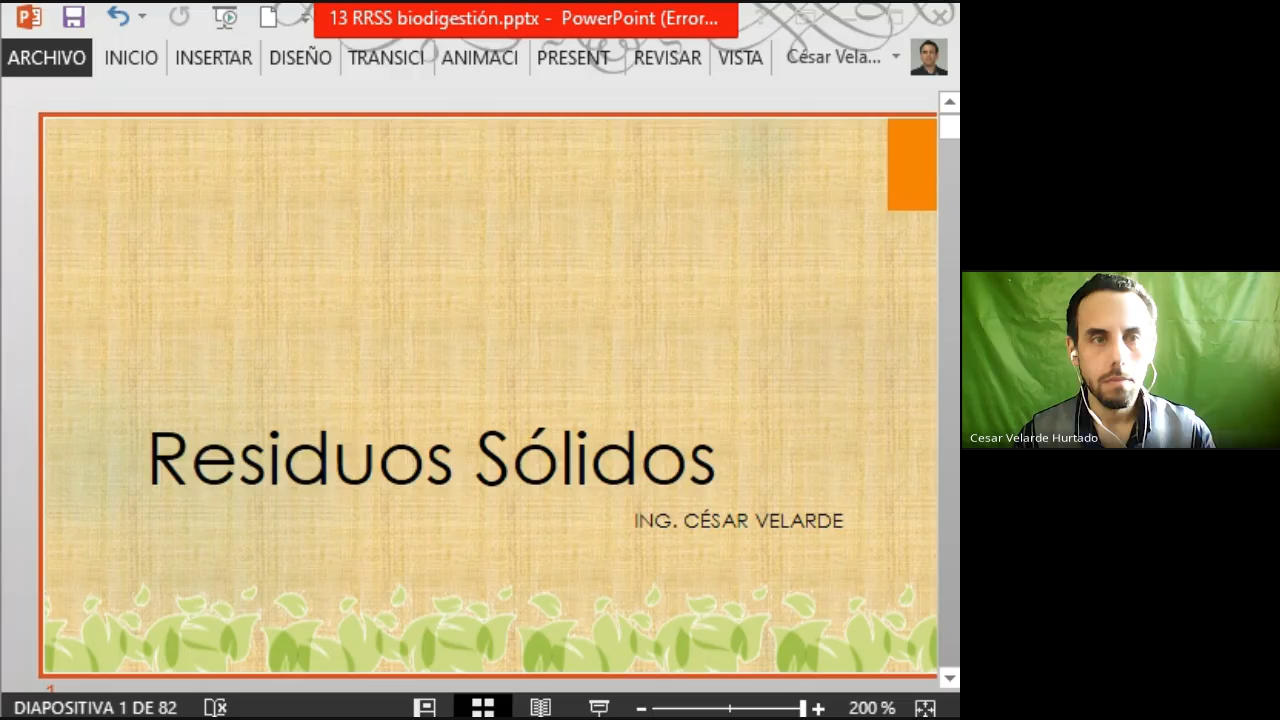 13 RRSS biodigestión.pptx - PowerPoint (Error...
ARCHIVO INICIO INSERTAR DISEÑO TRANSICI ANIMACI PRESENT REVISAR VISTA César Vela...
Residuos Sólidos
ING. CÉSAR VELARDE
Cesar Velarde Hurtado
1
DIAPOSITIVA 1 DE 82 200 %